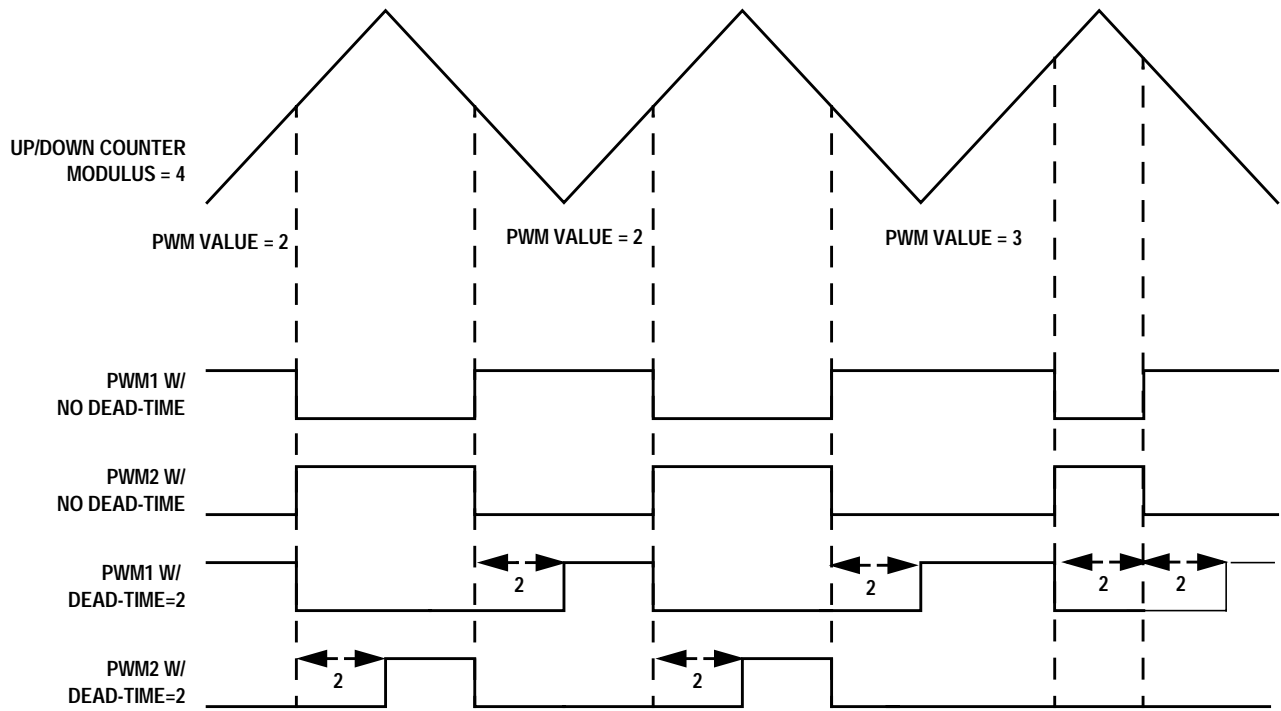 UP/DOWN COUNTER
MODULUS = 4
PWM VALUE = 2
PWM VALUE = 2
PWM VALUE = 3
PWM1 W/
NO DEAD-TIME
PWM2 W/
NO DEAD-TIME
PWM1 W/
DEAD-TIME=2
2
2
2
2
PWM2 W/
DEAD-TIME=2
2
2